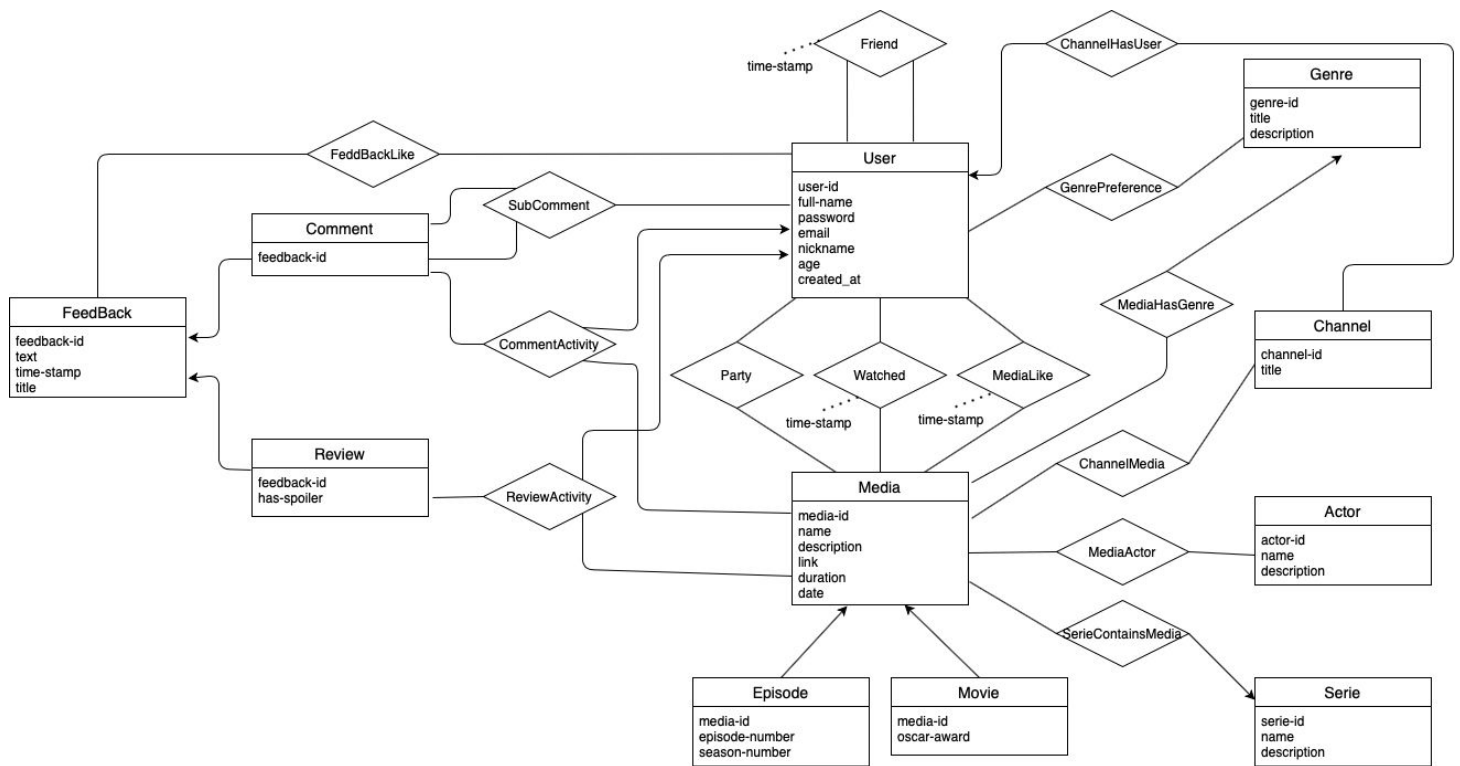 Friend
time-stamp
ChannelHasUser
Genre
genre-id
title
description
FeddBackLike
User
user-id
full-name
password
email
nickname
age
created_at
GenrePreference
SubComment
Comment
feedback-id
FeedBack
feedback-id
text
time-stamp
title
CommentActivity
MediaHasGenre
Channel
channel-id
title
Party
Watched
MediaLike
time-stamp
time-stamp
Review
feedback-id
has-spoiler
ReviewActivity
ChannelMedia
Media
media-id
name
description
link
duration
date
MediaActor
Actor
actor-id
name
description
SerieContainsMedia
Episode
media-id
episode-number
season-number
Movie
media-id
oscar-award
Serie
serie-id
name
description